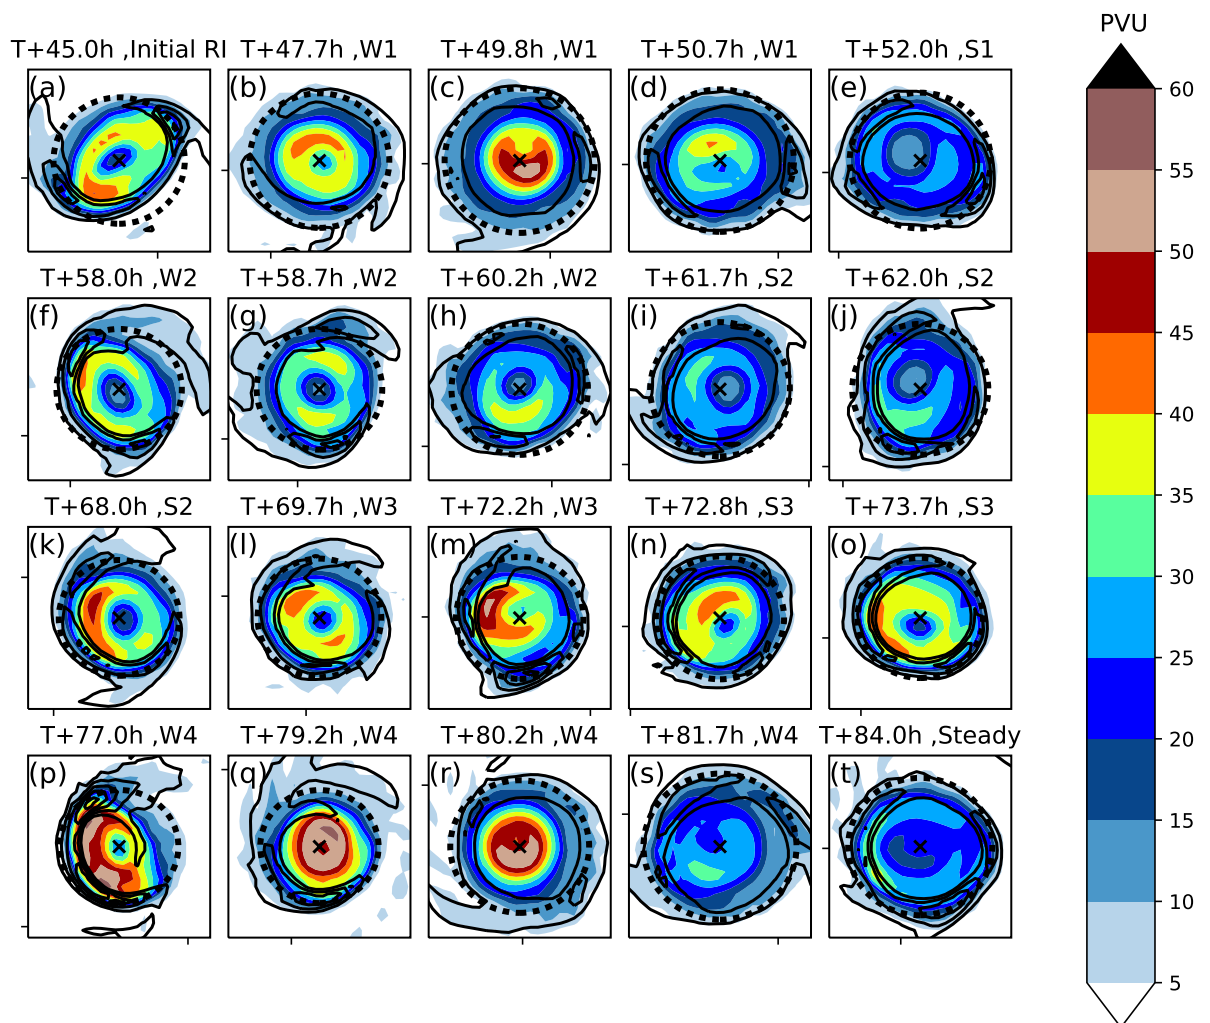 PVU
T+45.0h ,Initial RI
T+47.7h ,W1
T+49.8h ,W1
T+50.7h ,W1
T+52.0h ,S1
(a)
(b)
(c)
(d)
(e)
T+58.0h ,W2
T+58.7h ,W2
T+60.2h ,W2
T+61.7h ,S2
T+62.0h ,S2
(f)
(g)
(h)
(i)
(j)
T+68.0h ,S2
T+69.7h ,W3
T+72.2h ,W3
T+72.8h ,S3
T+73.7h ,S3
(k)
(l)
(m)
(n)
(o)
T+77.0h ,W4
T+79.2h ,W4
T+80.2h ,W4
T+81.7h ,W4
T+84.0h ,Steady
(p)
(q)
(r)
(s)
(t)
60
55
50
45
40
35
30
25
20
15
10
5